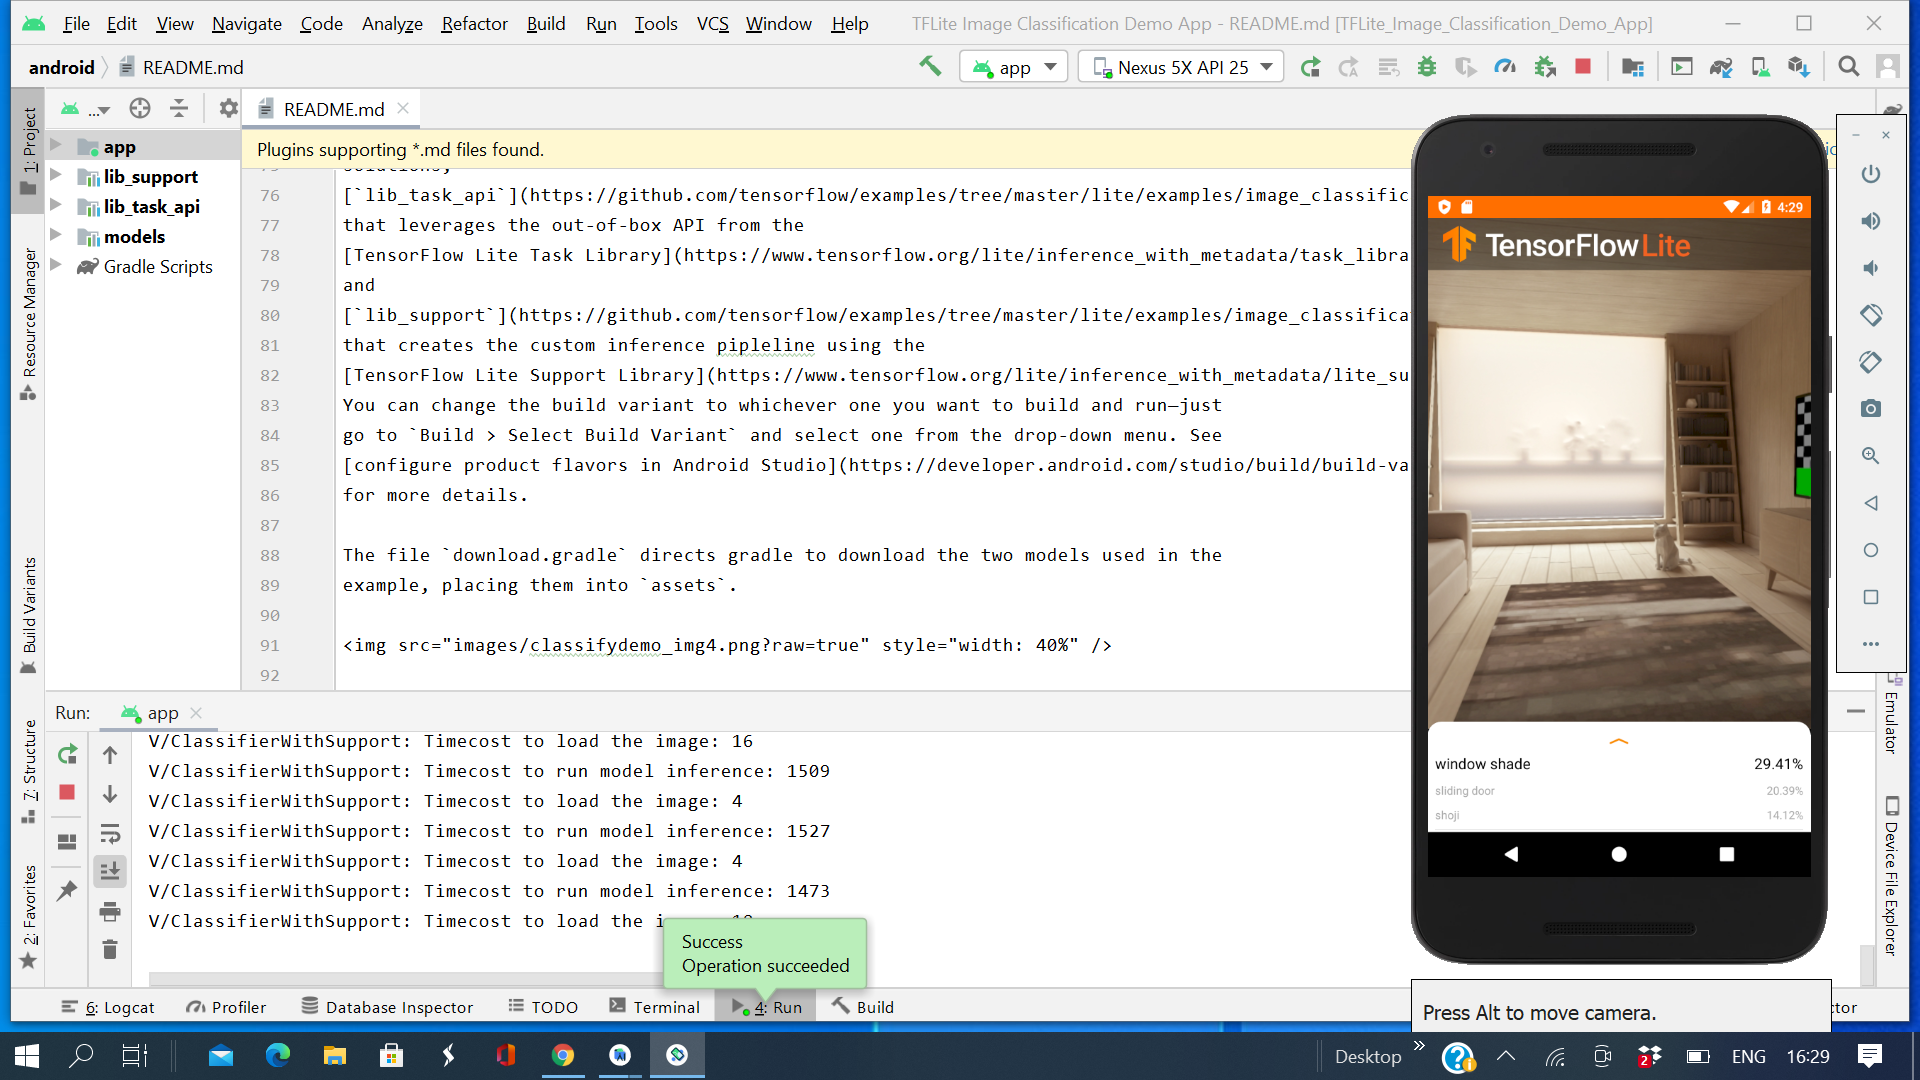 File Edit View Navigate Code Analyze Refactor Build Run Tools VCS Window Help TFLite Image Classification Demo App - README.md [TFLite_Image_Classification_Demo_App]
android README.md app Nexus 5X API 25
... README.md
Plugins supporting *.md files found.
1: Project
Resource Manager
Build Variants
7: Structure
2: Favorites
app
lib_support
lib_task_api
models
Gradle Scripts
76 [`lib_task_api`](https://github.com/tensorflow/examples/tree/master/lite/examples/image_classific
77 that leverages the out-of-box API from the
78 [TensorFlow Lite Task Library](https://www.tensorflow.org/lite/inference_with_metadata/task_libra
79 and
80 [`lib_support`](https://github.com/tensorflow/examples/tree/master/lite/examples/image_classifica
81 that creates the custom inference pipleline using the
82 [TensorFlow Lite Support Library](https://www.tensorflow.org/lite/inference_with_metadata/lite_su
83 You can change the build variant to whichever one you want to build and run—just
84 go to `Build > Select Build Variant` and select one from the drop-down menu. See
85 [configure product flavors in Android Studio](https://developer.android.com/studio/build/build-va
86 for more details.
87
88 The file `download.gradle` directs gradle to download the two models used in the
89 example, placing them into `assets`.
90
91 <img src="images/classifydemo_img4.png?raw=true" style="width: 40%" />
92
4:29
TensorFlow Lite
window shade 29.41%
sliding door 20.39%
shoji 14.12%
Emulator
Device File Explorer
Run: app
V/ClassifierWithSupport: Timecost to load the image: 16
V/ClassifierWithSupport: Timecost to run model inference: 1509
V/ClassifierWithSupport: Timecost to load the image: 4
V/ClassifierWithSupport: Timecost to run model inference: 1527
V/ClassifierWithSupport: Timecost to load the image: 4
V/ClassifierWithSupport: Timecost to run model inference: 1473
V/ClassifierWithSupport: Timecost to load the i
Success
Operation succeeded
6: Logcat Profiler Database Inspector TODO Terminal 4: Run Build
Press Alt to move camera.
ctor
Desktop 2 ENG 16:29